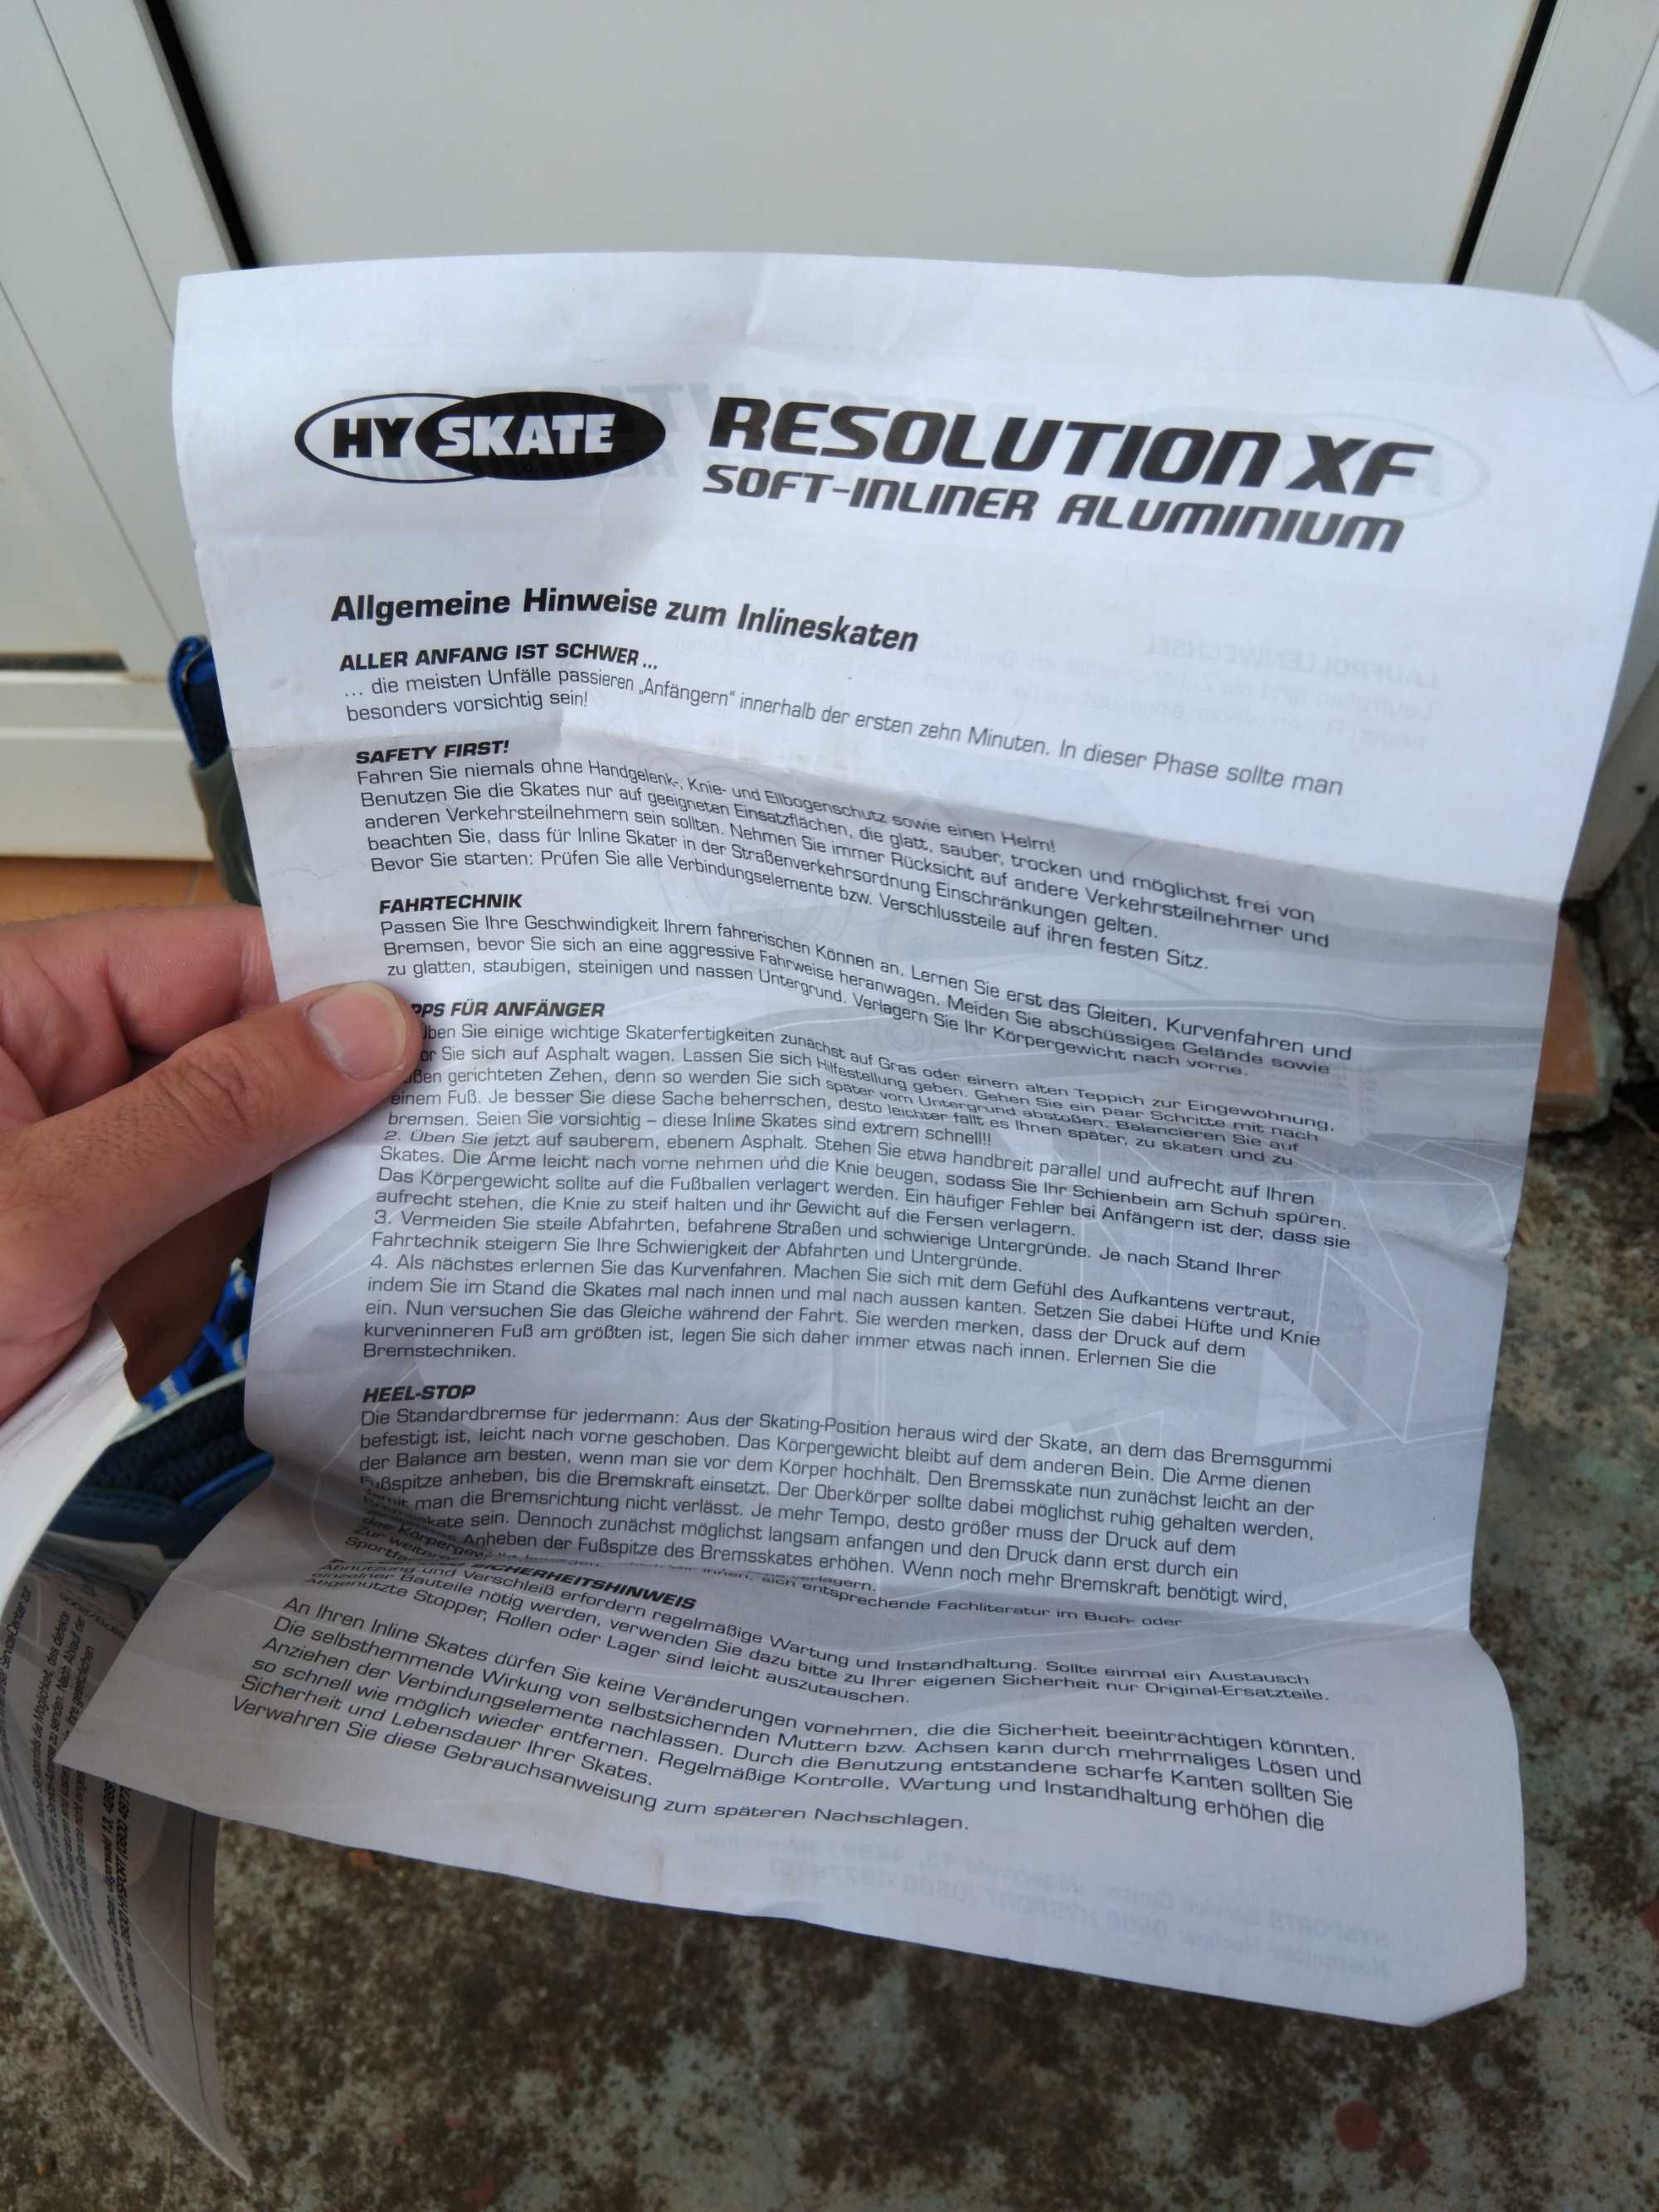 HY SKATE
RESOLUTION XF
SOFT-INLINER ALUMINIUM
Allgemeine Hinweise zum Inlineskaten
ALLER ANFANG IST SCHWER ...
... die meisten Unfälle passieren „Anfängern“ innerhalb der ersten zehn Minuten. In dieser Phase sollte man
besonders vorsichtig sein!
SAFETY FIRST!
Fahren Sie niemals ohne Handgelenk-, Knie- und Ellbogenschutz sowie einen Helm!
Benutzen Sie die Skates nur auf geeigneten Einsatzflächen, die glatt, sauber, trocken und möglichst frei von
anderen Verkehrsteilnehmern sein sollten. Nehmen Sie immer Rücksicht auf andere Verkehrsteilnehmer und
beachten Sie, dass für Inline Skater in der Straßenverkehrsordnung Einschränkungen gelten.
Bevor Sie starten: Prüfen Sie alle Verbindungselemente bzw. Verschlussteile auf ihren festen Sitz.
FAHRTECHNIK
Passen Sie Ihre Geschwindigkeit Ihrem fahrerischen Können an. Lernen Sie erst das Gleiten, Kurvenfahren und
Bremsen, bevor Sie sich an eine aggressive Fahrweise heranwagen. Meiden Sie abschüssiges Gelände sowie
zu glatten, staubigen, steinigen und nassen Untergrund. Verlagern Sie Ihr Körpergewicht nach vorne.
PPS FÜR ANFÄNGER
ben Sie einige wichtige Skaterfertigkeiten zunächst auf Gras oder einem alten Teppich zur Eingewöhnung,
or Sie sich auf Asphalt wagen. Lassen Sie sich Hilfestellung geben. Gehen Sie ein paar Schritte mit nach
ßen gerichteten Zehen, denn so werden Sie sich später vom Untergrund abstoßen. Balancieren Sie auf
einem Fuß. Je besser Sie diese Sache beherrschen, desto leichter fällt es Ihnen später, zu skaten und zu
bremsen. Seien Sie vorsichtig – diese Inline Skates sind extrem schnell!!
2. Üben Sie jetzt auf sauberem, ebenem Asphalt. Stehen Sie etwa handbreit parallel und aufrecht auf Ihren
Skates. Die Arme leicht nach vorne nehmen und die Knie beugen, sodass Sie Ihr Schienbein am Schuh spüren.
Das Körpergewicht sollte auf die Fußballen verlagert werden. Ein häufiger Fehler bei Anfängern ist der, dass sie
aufrecht stehen, die Knie zu steif halten und ihr Gewicht auf die Fersen verlagern.
3. Vermeiden Sie steile Abfahrten, befahrene Straßen und schwierige Untergründe. Je nach Stand Ihrer
Fahrtechnik steigern Sie Ihre Schwierigkeit der Abfahrten und Untergründe.
4. Als nächstes erlernen Sie das Kurvenfahren. Machen Sie sich mit dem Gefühl des Aufkantens vertraut,
indem Sie im Stand die Skates mal nach innen und mal nach aussen kanten. Setzen Sie dabei Hüfte und Knie
ein. Nun versuchen Sie das Gleiche während der Fahrt. Sie werden merken, dass der Druck auf dem
kurveninneren Fuß am größten ist, legen Sie sich daher immer etwas nach innen. Erlernen Sie die
Bremstechniken.
HEEL-STOP
Die Standardbremse für jedermann: Aus der Skating-Position heraus wird der Skate, an dem das Bremsgummi
befestigt ist, leicht nach vorne geschoben. Das Körpergewicht bleibt auf dem anderen Bein. Die Arme dienen
der Balance am besten, wenn man sie vor dem Körper hochhält. Den Bremsskate nun zunächst leicht an der
Fußspitze anheben, bis die Bremskraft einsetzt. Der Oberkörper sollte dabei möglichst ruhig gehalten werden,
damit man die Bremsrichtung nicht verlässt. Je mehr Tempo, desto größer muss der Druck auf dem
kate sein. Dennoch zunächst möglichst langsam anfangen und den Druck dann erst durch ein
Anheben der Fußspitze des Bremsskates erhöhen. Wenn noch mehr Bremskraft benötigt wird,
das Körpergew verlagern.
Zur weitere Ihnen, sich entsprechende Fachliteratur im Buch- oder
Sportfa
SICHERHEITSHINWEIS
Abnutzung und Verschleiß erfordern regelmäßige Wartung und Instandhaltung. Sollte einmal ein Austausch
einzelner Bauteile nötig werden, verwenden Sie dazu bitte zu Ihrer eigenen Sicherheit nur Original-Ersatzteile.
Abgenutzte Stopper, Rollen oder Lager sind leicht auszutauschen.
An Ihren Inline Skates dürfen Sie keine Veränderungen vornehmen, die die Sicherheit beeinträchtigen könnten.
Die selbsthemmende Wirkung von selbstsichernden Muttern bzw. Achsen kann durch mehrmaliges Lösen und
Anziehen der Verbindungselemente nachlassen. Durch die Benutzung entstandene scharfe Kanten sollten Sie
so schnell wie möglich wieder entfernen. Regelmäßige Kontrolle, Wartung und Instandhaltung erhöhen die
Sicherheit und Lebensdauer Ihrer Skates.
Verwahren Sie diese Gebrauchsanweisung zum späteren Nachschlagen.